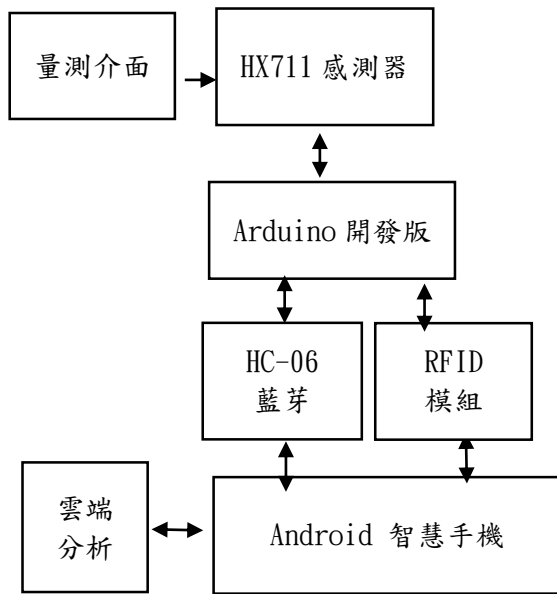 量測介面
HX711 感測器
Arduino 開發版
HC-06
藍芽
RFID
模組
雲端
分析
Android 智慧手機